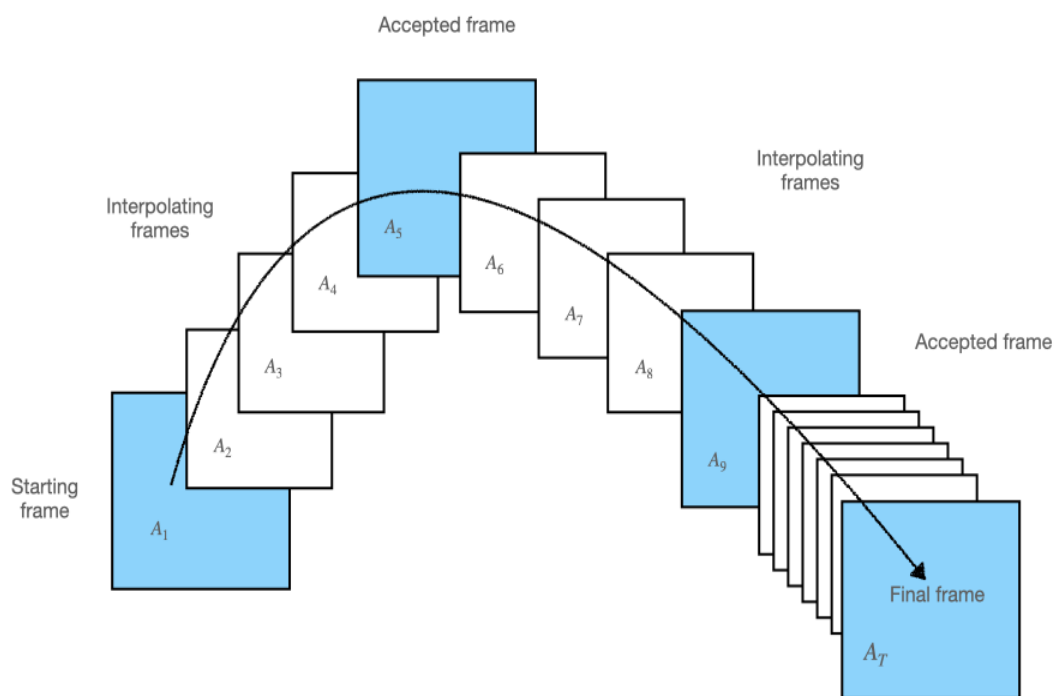 Accepted frame
Interpolating
frames
Interpolating
frames
A₅
A₆
A₄
A₇
Accepted frame
A₃
A₈
A₂
A₉
Starting
frame
A₁
Final frame
A_T